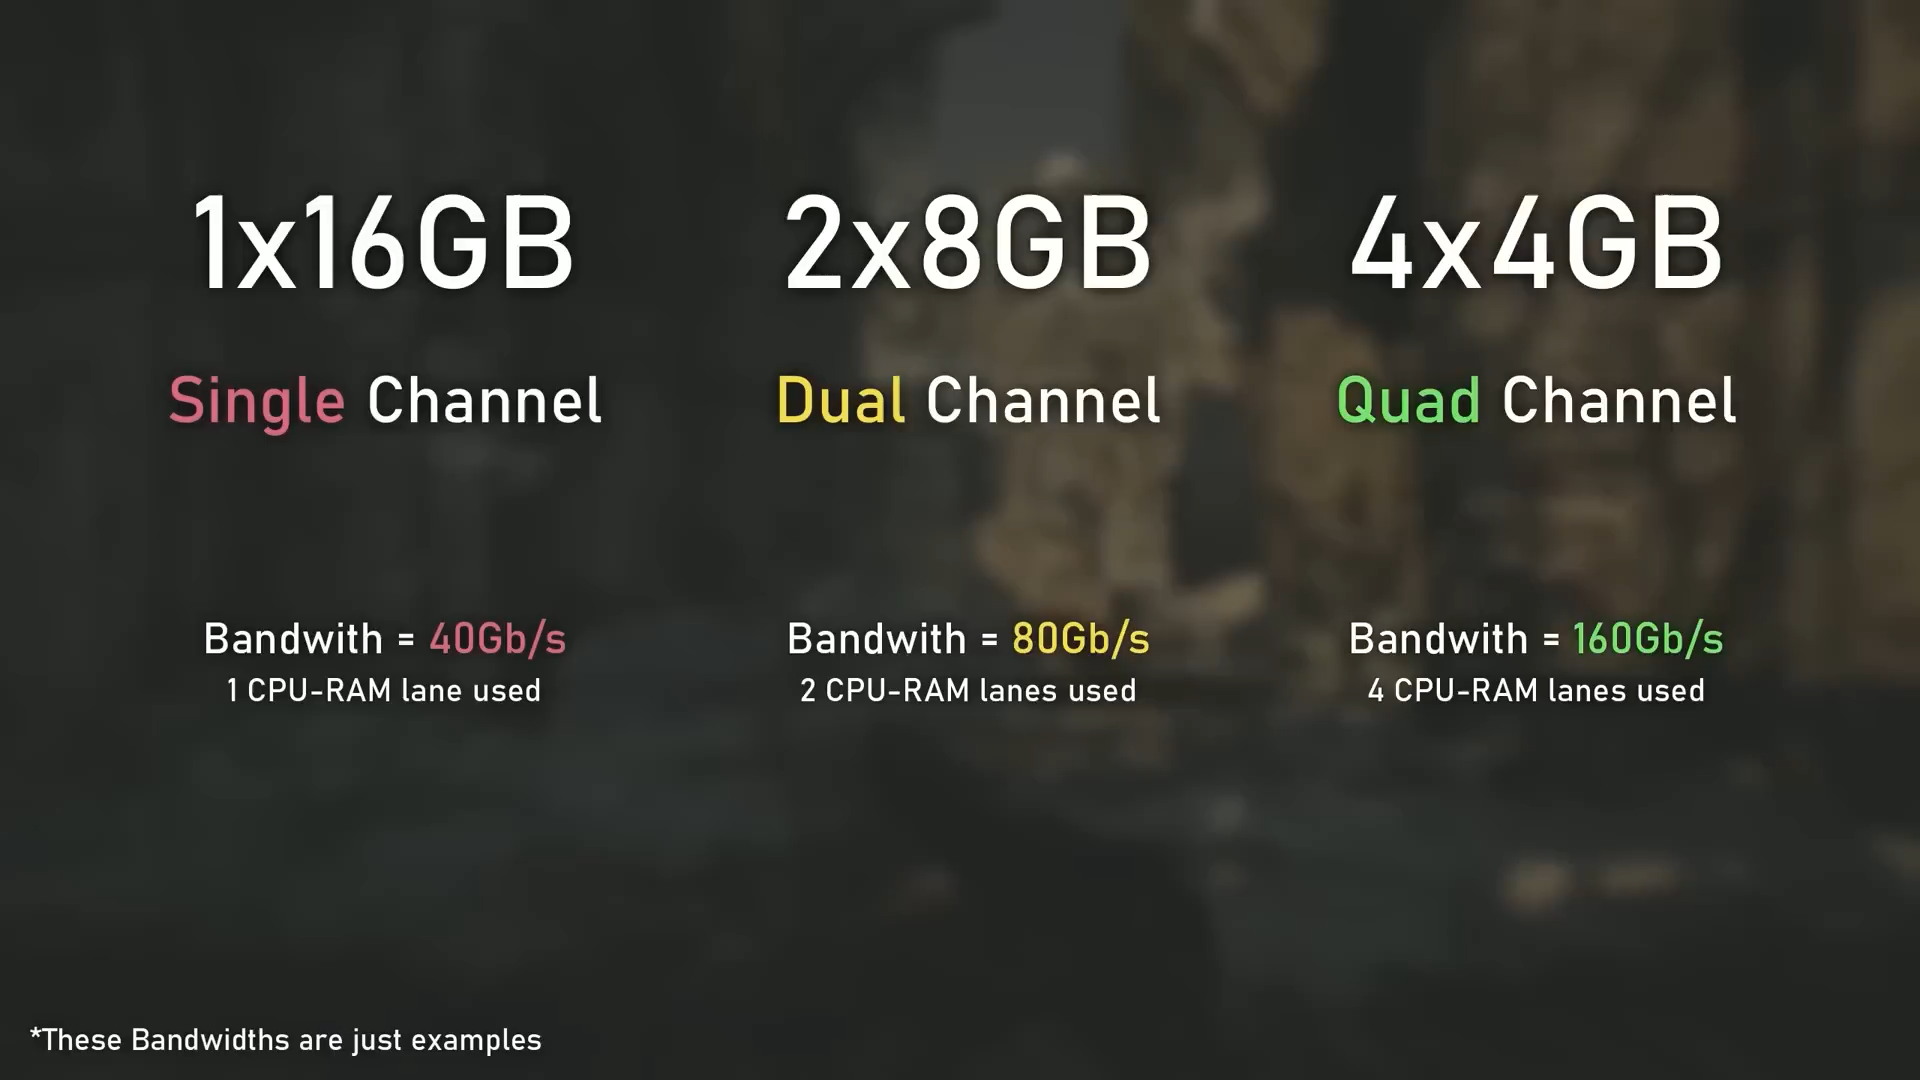 1x16GB
Single Channel
Bandwith = 40Gb/s
1 CPU-RAM lane used
2x8GB
Dual Channel
Bandwith = 80Gb/s
2 CPU-RAM lanes used
4x4GB
Quad Channel
Bandwith = 160Gb/s
4 CPU-RAM lanes used
*These Bandwidths are just examples